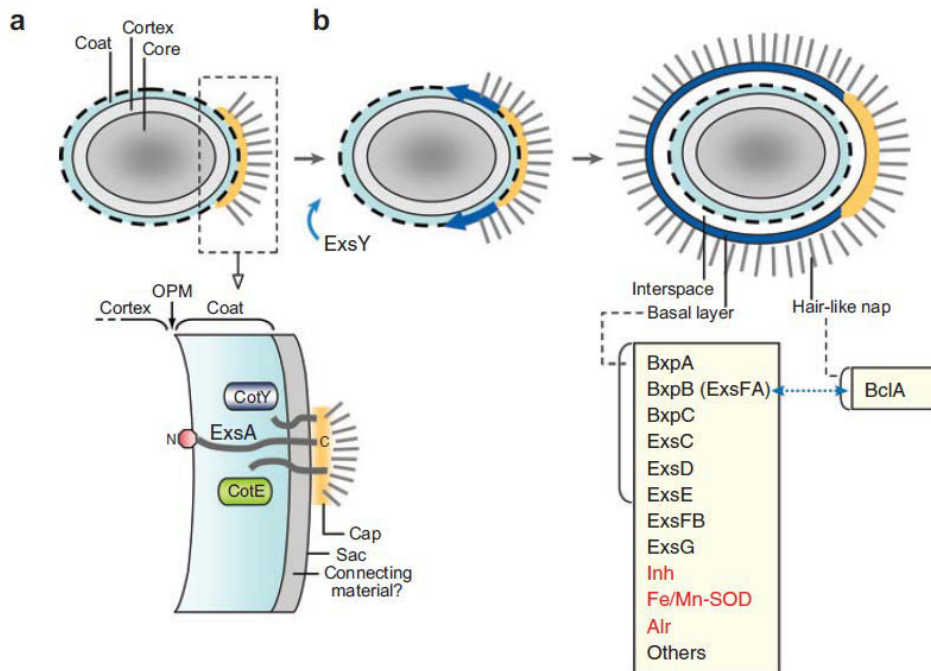 a
b
Coat
Cortex
Core
ExsY
Interspace
Basal layer
Hair-like nap
Cortex
OPM
Coat
CotY
N
ExsA
C
CotE
Cap
Sac
Connecting
material?
BxpA
BxpB (ExsFA)
BxpC
ExsC
ExsD
ExsE
ExsFB
ExsG
Inh
Fe/Mn-SOD
Alr
Others
BclA